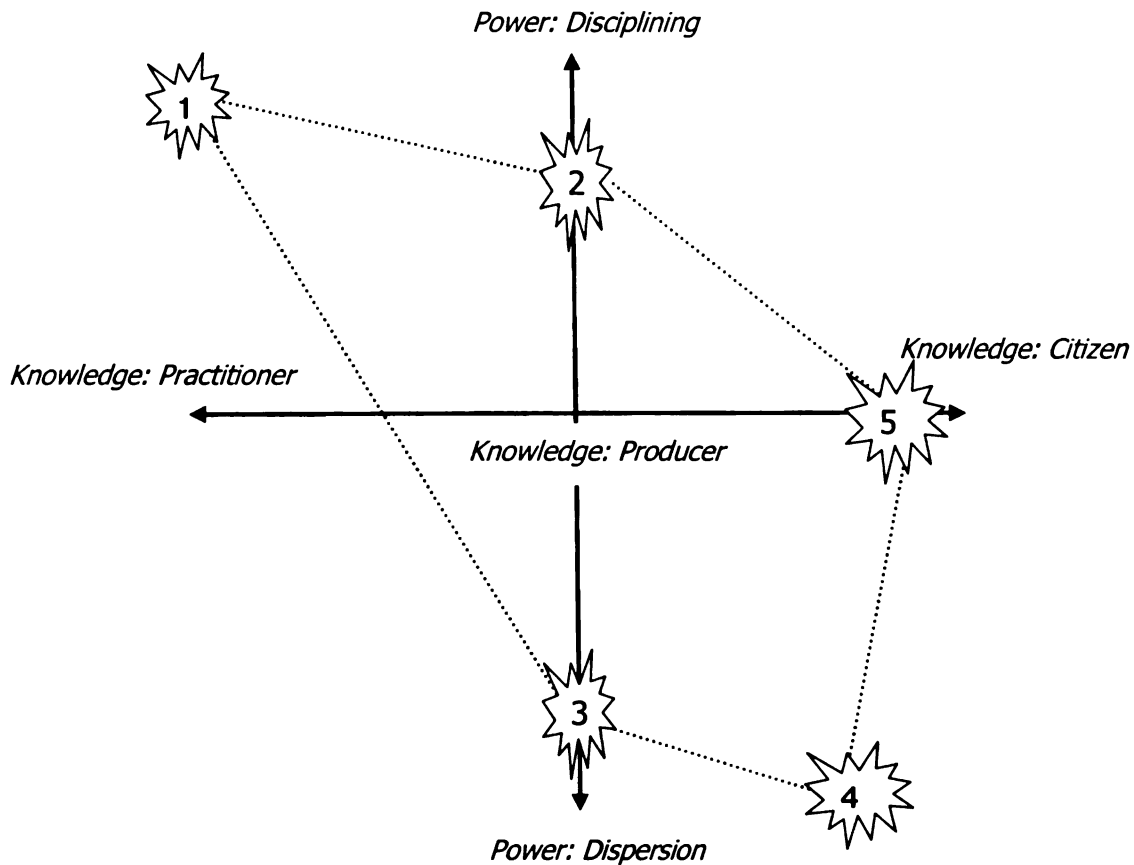 Power: Disciplining
1
2
Knowledge: Citizen
Knowledge: Practitioner
5
Knowledge: Producer
3
4
Power: Dispersion